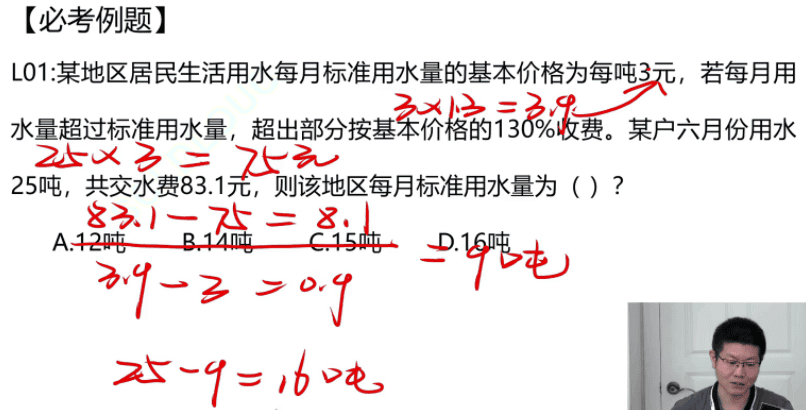 【必考例题】
L01:某地区居民生活用水每月标准用水量的基本价格为每吨3元，若每月用
3×1.3=3.9
水量超过标准用水量，超出部分按基本价格的130%收费。某户六月份用水
25×3=75元
25吨，共交水费83.1元，则该地区每月标准用水量为（ ）？
83.1-75=8.1
A.12吨 B.14吨 C.15吨 D.16吨
=9吨
3.9-3=0.9
25-9=16吨